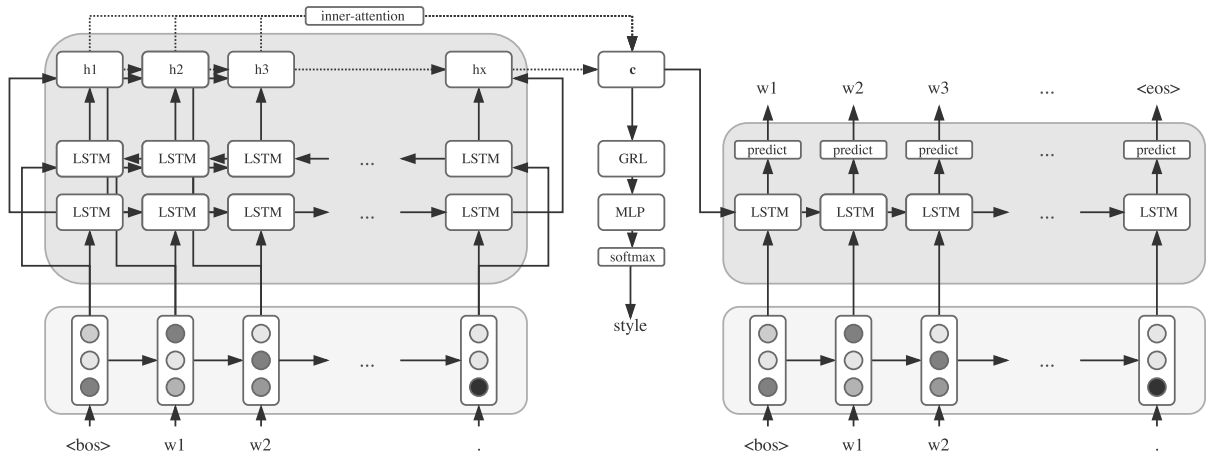 inner-attention
h1 h2 h3 hx c
w1 w2 w3 ... <eos>
LSTM LSTM LSTM ... LSTM GRL predict predict predict ... predict
LSTM LSTM LSTM ... LSTM MLP LSTM LSTM LSTM ... LSTM
softmax
style
... ...
<bos> w1 w2 . <bos> w1 w2 .